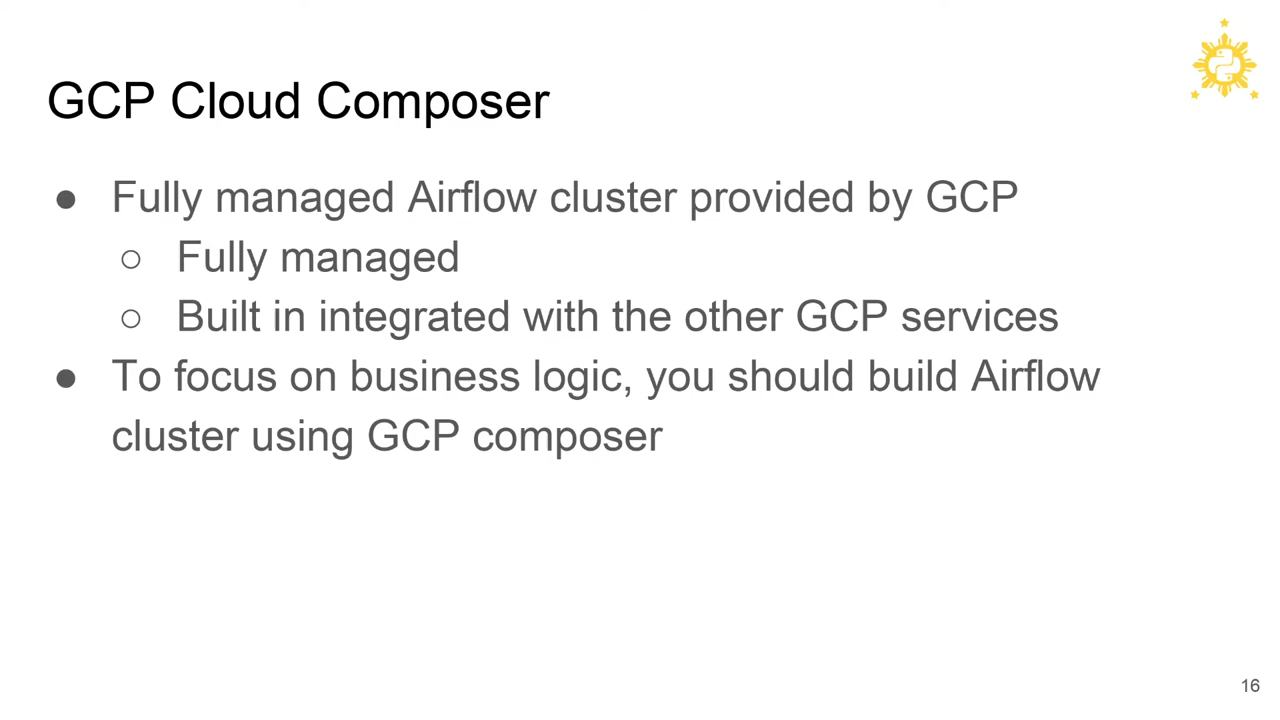 GCP Cloud Composer
● Fully managed Airflow cluster provided by GCP
○ Fully managed
○ Built in integrated with the other GCP services
● To focus on business logic, you should build Airflow
cluster using GCP composer
16